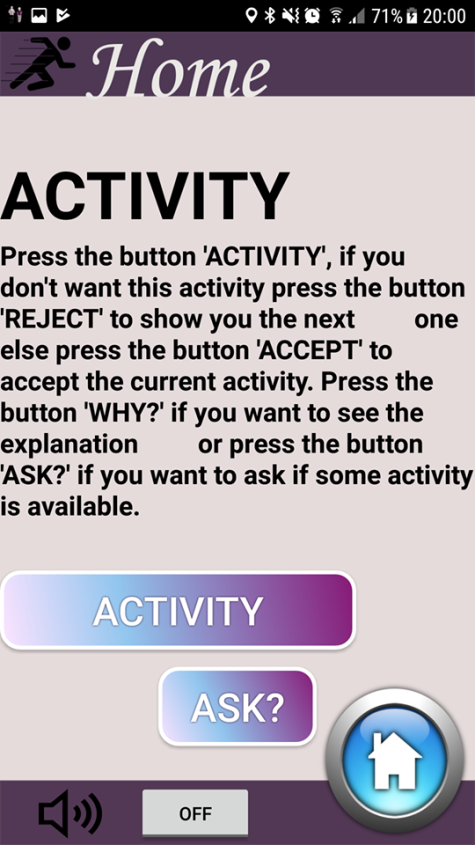 71% 20:00
Home
ACTIVITY
Press the button 'ACTIVITY', if you
don't want this activity press the button
'REJECT' to show you the next one
else press the button 'ACCEPT' to
accept the current activity. Press the
button 'WHY?' if you want to see the
explanation or press the button
'ASK?' if you want to ask if some activity
is available.
ACTIVITY
ASK?
OFF